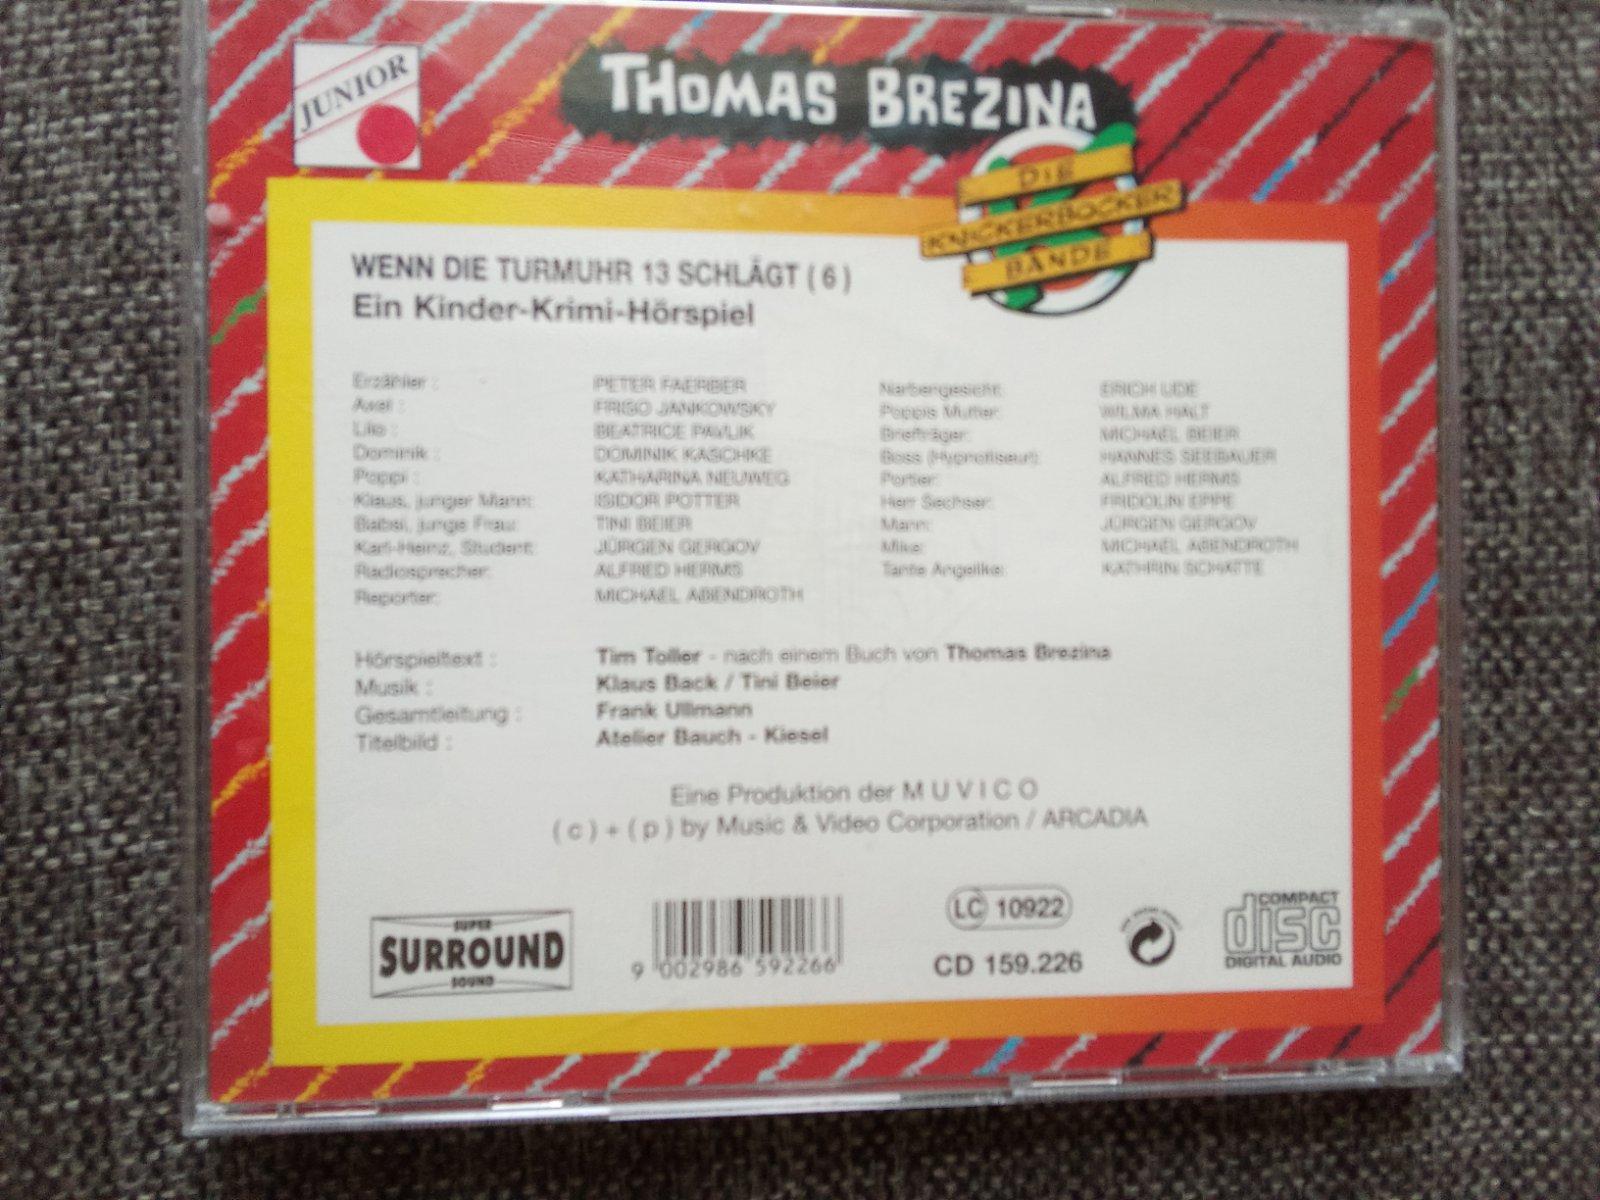 JUNIOR
THOMAS BREZINA
DIE
KNICKERBOCKER
BANDE
WENN DIE TURMUHR 13 SCHLÄGT ( 6 )
Ein Kinder-Krimi-Hörspiel
Erzähler : PETER FAERBER
Axel : FRIGO JANKOWSKY
Lilo : BEATRICE PAVLIK
Dominik : DOMINIK KASCHKE
Poppi : KATHARINA NEUWEG
Klaus, junger Mann: ISIDOR POTTER
Babsi, junge Frau: TINI BEIER
Karl-Heinz, Student: JÜRGEN GERGOV
Radiosprecher: ALFRED HERMS
Reporter: MICHAEL ABENDROTH
Narbengesicht: ERICH UDE
Poppis Mutter: WILMA HALT
Briefträger: MICHAEL BEIER
Boss (Hypnotiseur): HANNES SEEBAUER
Portier: ALFRED HERMS
Herr Sechser: FRIDOLIN EPPE
Mann: JÜRGEN GERGOV
Mike: MICHAEL ABENDROTH
Tante Angelika: KATHRIN SCHATTE
Hörspieltext : Tim Toller - nach einem Buch von Thomas Brezina
Musik : Klaus Back / Tini Beier
Gesamtleitung : Frank Ullmann
Titelbild : Atelier Bauch - Kiesel
Eine Produktion der M U V I C O
( c ) + ( p ) by Music & Video Corporation / ARCADIA
SUPER
SURROUND
SOUND
9 002986 592266
LC 10922
CD 159.226
COMPACT
disc
DIGITAL AUDIO